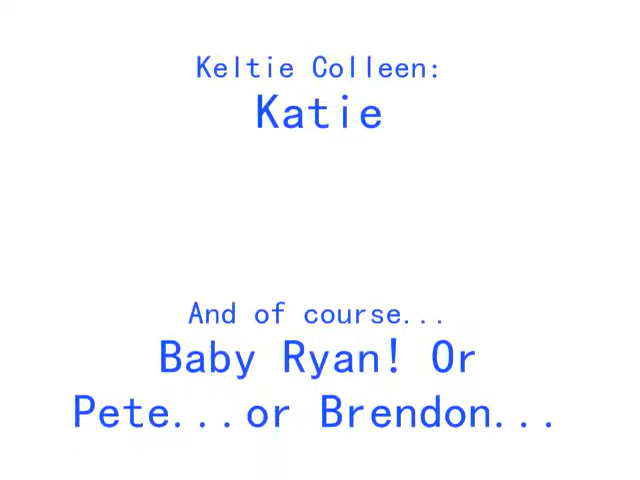 Keltie Colleen:
Katie
And of course...
Baby Ryan! Or
Pete...or Brendon...